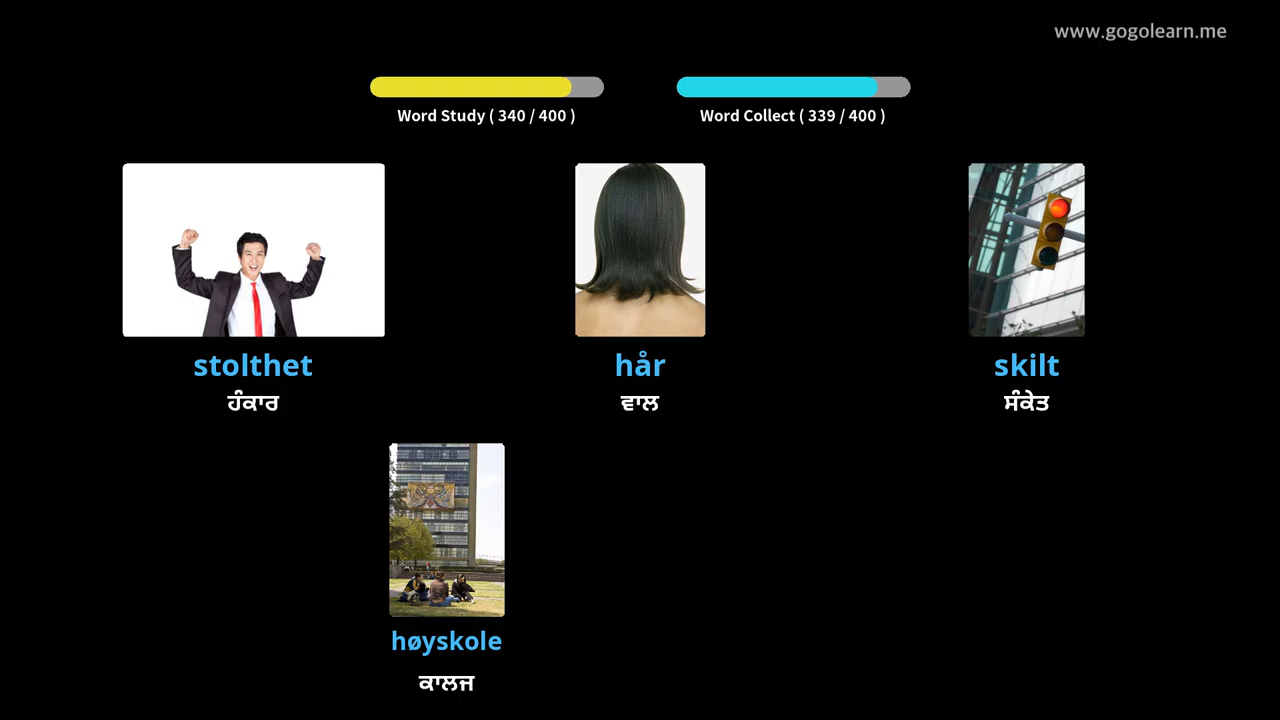 www.gogolearn.me
Word Study ( 340 / 400 )
Word Collect ( 339 / 400 )
stolthet
ਹੰਕਾਰ
hår
ਵਾਲ
skilt
ਸੰਕੇਤ
høyskole
ਕਾਲਜ